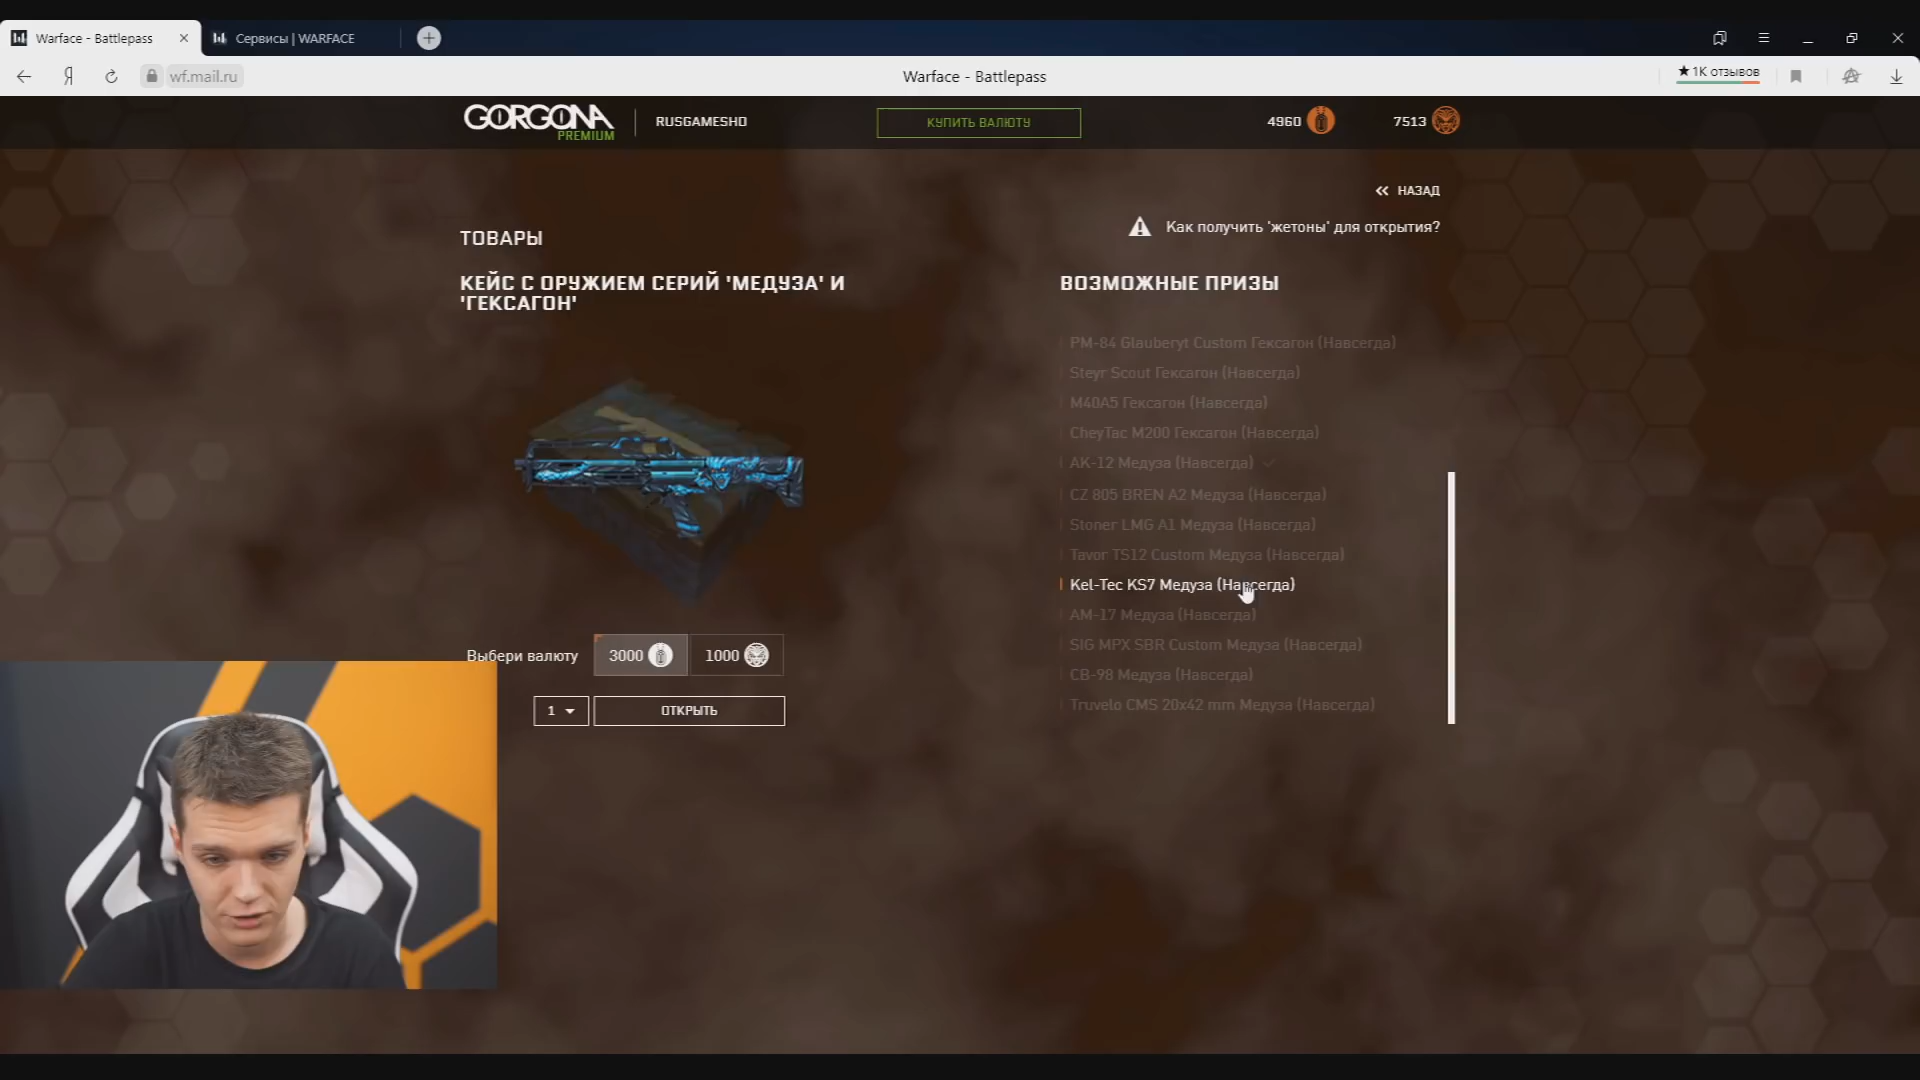 Warface - Battlepass
Сервисы | WARFACE
Я
wf.mail.ru
Warface - Battlepass
★ 1К отзывов
GORGONA
PREMIUM
RUSGAMESHD
КУПИТЬ ВАЛЮТУ
4960
7513
« НАЗАД
Как получить 'жетоны' для открытия?
ТОВАРЫ
КЕЙС С ОРУЖИЕМ СЕРИЙ 'МЕДУЗА' И
'ГЕКСАГОН'
ВОЗМОЖНЫЕ ПРИЗЫ
PM-84 Glauberyt Custom Гексагон (Навсегда)
Steyr Scout Гексагон (Навсегда)
M40A5 Гексагон (Навсегда)
CheyTac M200 Гексагон (Навсегда)
АК-12 Медуза (Навсегда)
CZ 805 BREN A2 Медуза (Навсегда)
Stoner LMG A1 Медуза (Навсегда)
Tavor TS12 Custom Медуза (Навсегда)
Kel-Tec KS7 Медуза (Навсегда)
АМ-17 Медуза (Навсегда)
SIG MPX SBR Custom Медуза (Навсегда)
СВ-98 Медуза (Навсегда)
Truvelo CMS 20x42 mm Медуза (Навсегда)
Выбери валюту
3000
1000
1
ОТКРЫТЬ